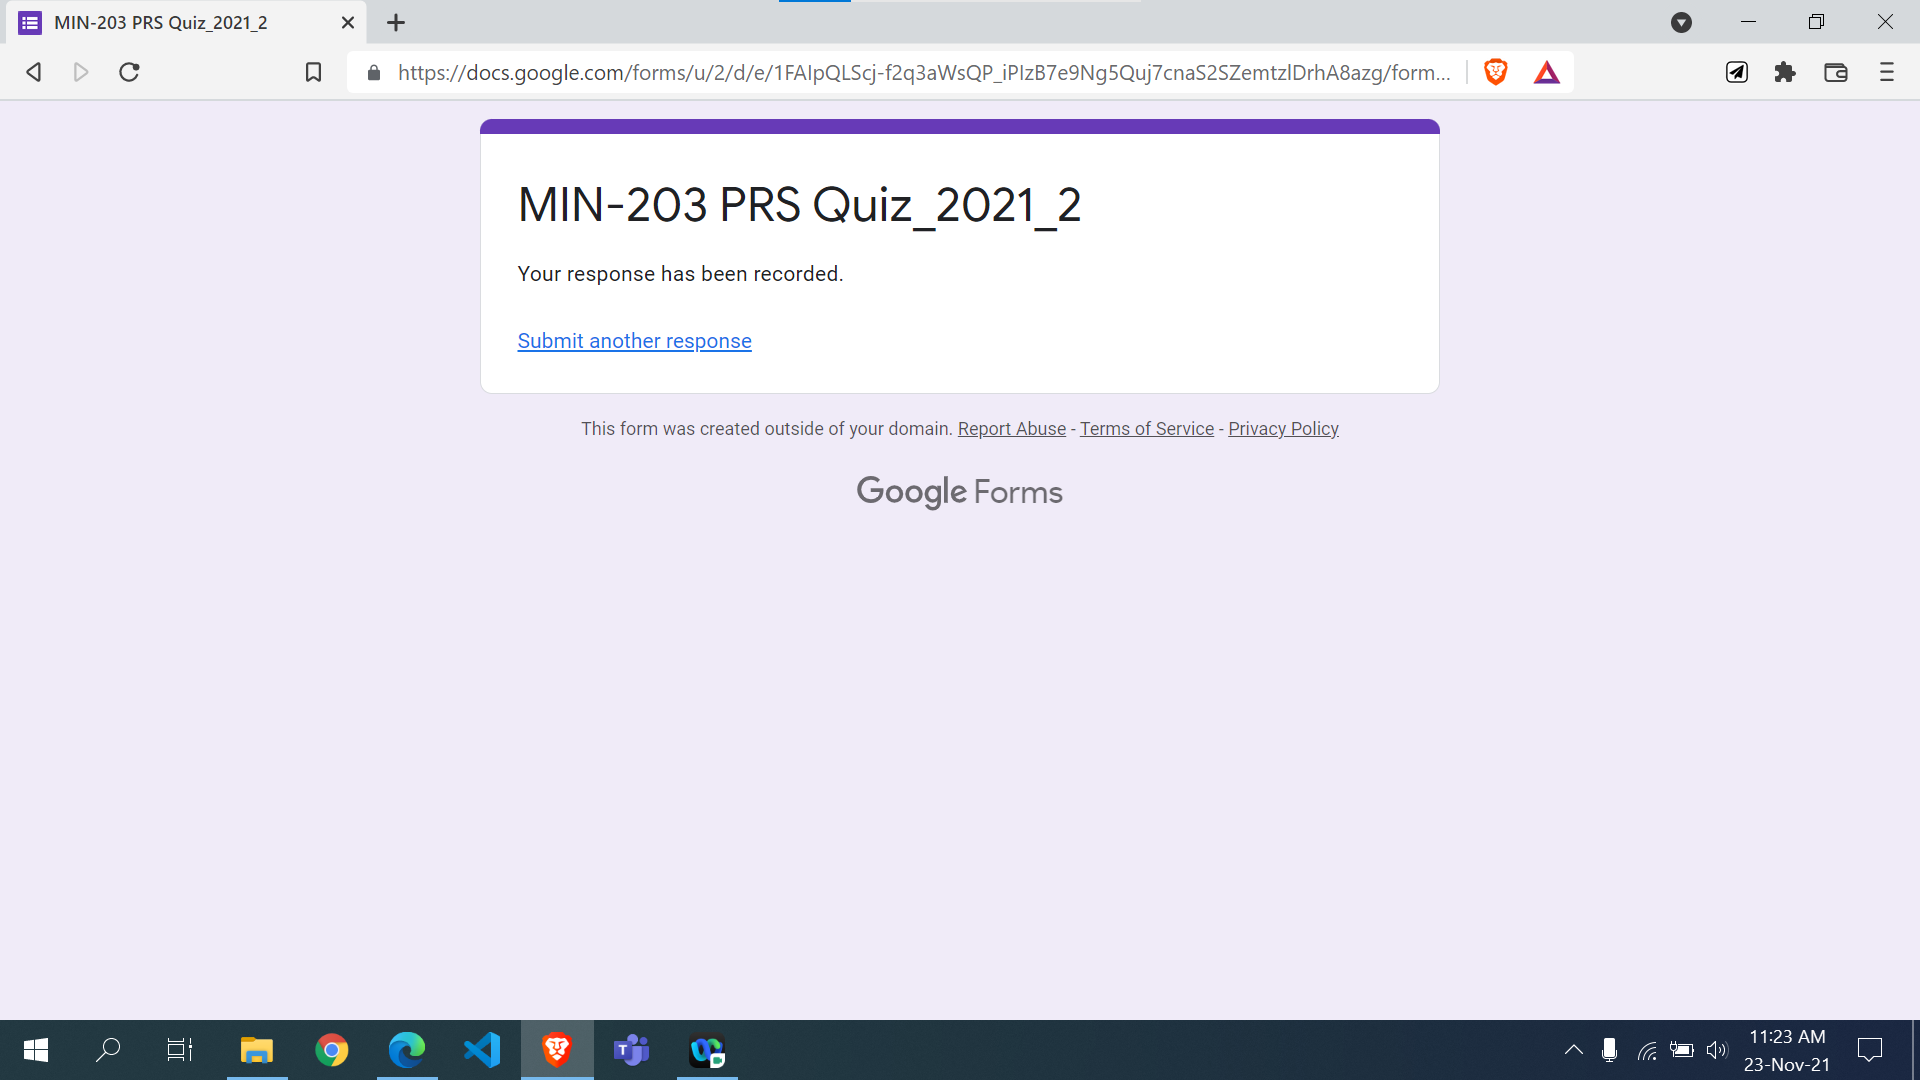 MIN-203 PRS Quiz_2021_2
https://docs.google.com/forms/u/2/d/e/1FAIpQLScj-f2q3aWsQP_iPIzB7e9Ng5Quj7cnaS2SZemtzlDrhA8azg/form...
MIN-203 PRS Quiz_2021_2
Your response has been recorded.
Submit another response
This form was created outside of your domain. Report Abuse - Terms of Service - Privacy Policy
Google Forms
11:23 AM
23-Nov-21